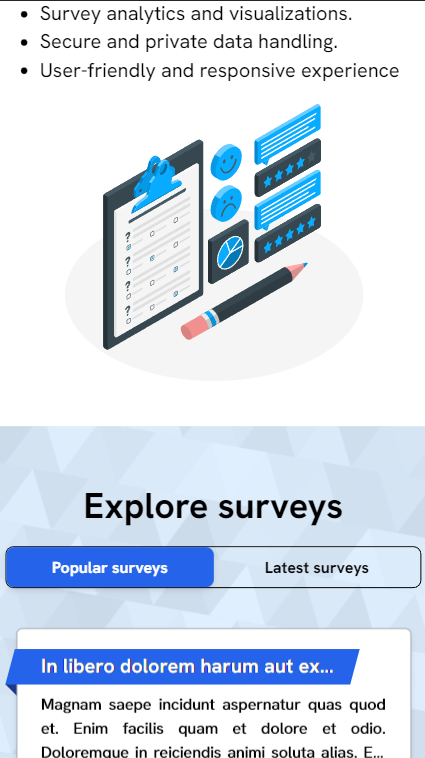 Survey analytics and visualizations.
Secure and private data handling.
User-friendly and responsive experience
?
?
?
?
Explore surveys
Popular surveys
Latest surveys
In libero dolorem harum aut ex...
Magnam saepe incidunt aspernatur quas quod
et. Enim facilis quam et dolore et odio.
Doloremque in reiciendis animi soluta alias. E...